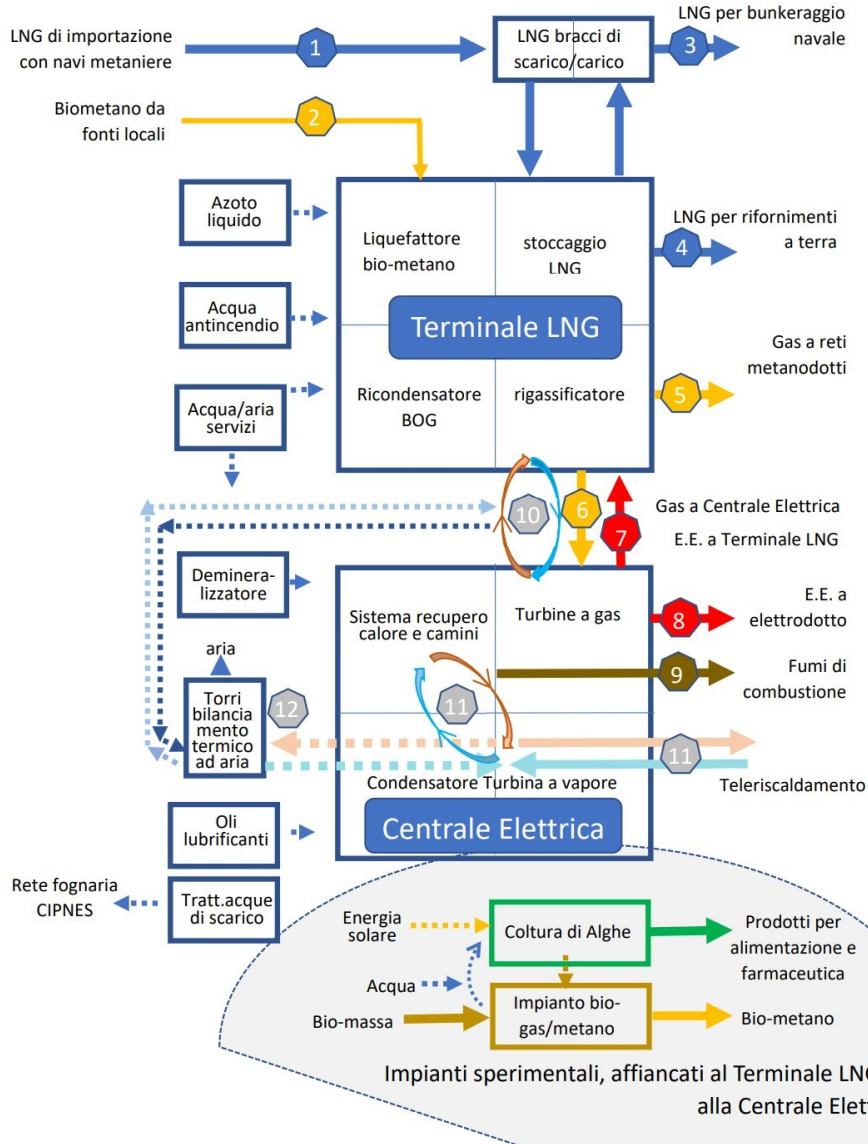 LNG di importazione
con navi metaniere
1
LNG bracci di
scarico/carico
3
LNG per bunkeraggio
navale
Biometano da
fonti locali
2
Azoto
liquido
Liquefattore
bio-metano
stoccaggio
LNG
4
LNG per rifornimenti
a terra
Acqua
antincendio
Terminale LNG
Gas a reti
metanodotti
5
Acqua/aria
servizi
Ricondensatore
BOG
rigassificatore
10
6
7
Gas a Centrale Elettrica
E.E. a Terminale LNG
Deminera-
lizzatore
Sistema recupero
calore e camini
Turbine a gas
8
E.E. a
elettrodotto
aria
9
Fumi di
combustione
Torri
bilancia
mento
termico
ad aria
12
11
11
Teleriscaldamento
Condensatore Turbina a vapore
Centrale Elettrica
Oli
lubrificanti
Rete fognaria
CIPNES
Tratt.acque
di scarico
Energia
solare
Coltura di Alghe
Prodotti per
alimentazione e
farmaceutica
Acqua
Bio-massa
Impianto bio-
gas/metano
Bio-metano
Impianti sperimentali, affiancati al Terminale LNG
alla Centrale Elett